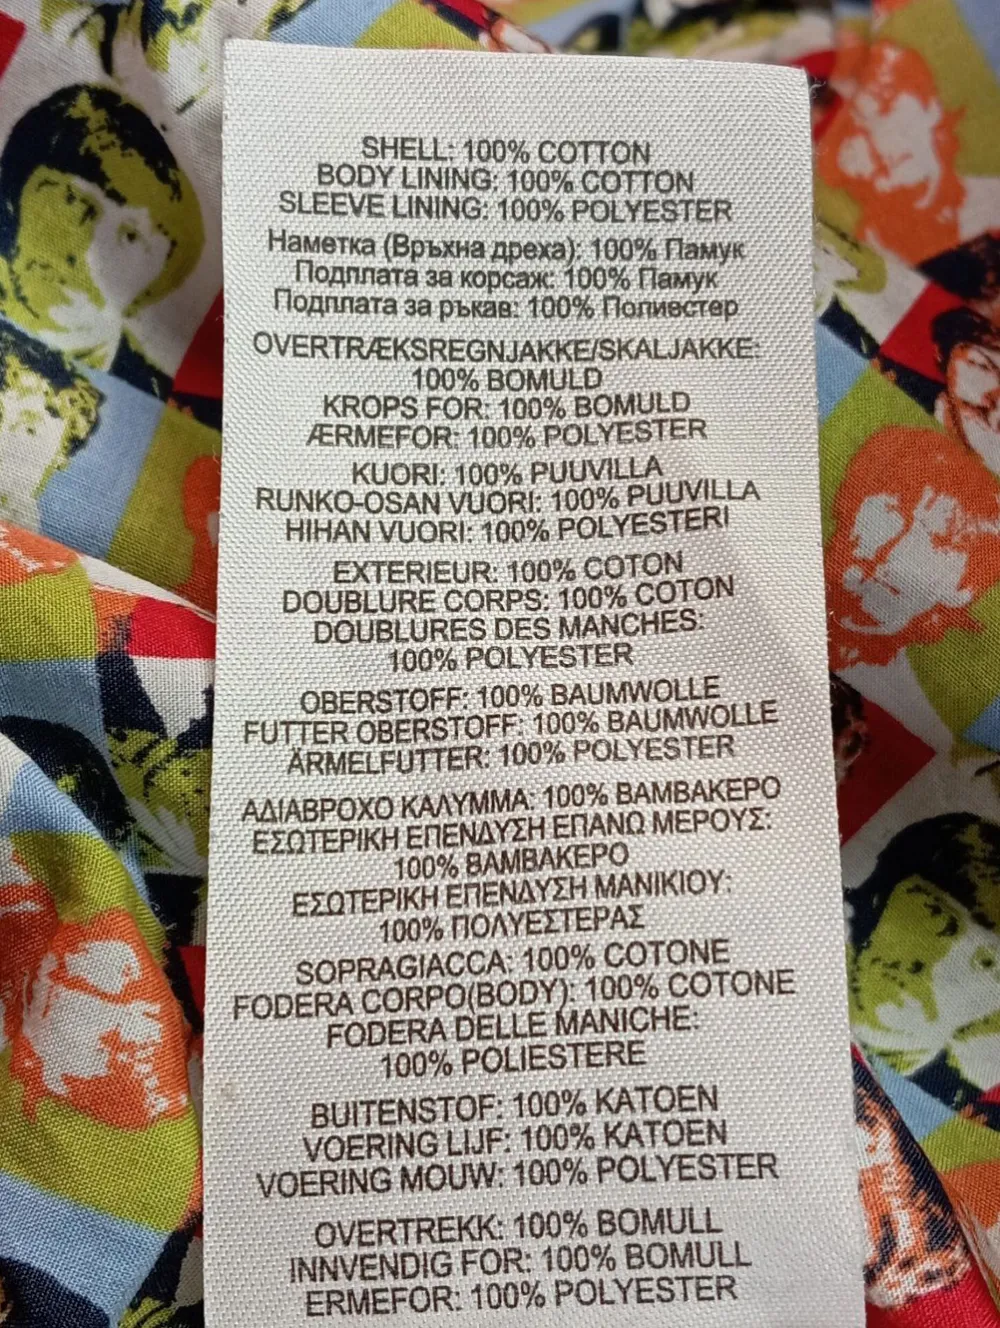 SHELL: 100% COTTON
BODY LINING: 100% COTTON
SLEEVE LINING: 100% POLYESTER
Наметка (Връхна дреха): 100% Памук
Подплата за корсаж: 100% Памук
Подплата за ръкав: 100% Полиестер
OVERTRÆKSREGNJAKKE/SKALJAKKE:
100% BOMULD
KROPS FOR: 100% BOMULD
ÆRMEFOR: 100% POLYESTER
KUORI: 100% PUUVILLA
RUNKO-OSAN VUORI: 100% PUUVILLA
HIHAN VUORI: 100% POLYESTERI
EXTERIEUR: 100% COTON
DOUBLURE CORPS: 100% COTON
DOUBLURES DES MANCHES:
100% POLYESTER
OBERSTOFF: 100% BAUMWOLLE
FUTTER OBERSTOFF: 100% BAUMWOLLE
ÄRMELFUTTER: 100% POLYESTER
ΑΔΙΑΒΡΟΧΟ ΚΑΛΥΜΜΑ: 100% ΒΑΜΒΑΚΕΡΟ
ΕΣΩΤΕΡΙΚΗ ΕΠΕΝΔΥΣΗ ΕΠΑΝΩ ΜΕΡΟΥΣ:
100% ΒΑΜΒΑΚΕΡΟ
ΕΣΩΤΕΡΙΚΗ ΕΠΕΝΔΥΣΗ ΜΑΝΙΚΙΟΥ:
100% ΠΟΛΥΕΣΤΕΡΑΣ
SOPRAGIACCA: 100% COTONE
FODERA CORPO(BODY): 100% COTONE
FODERA DELLE MANICHE:
100% POLIESTERE
BUITENSTOF: 100% KATOEN
VOERING LIJF: 100% KATOEN
VOERING MOUW: 100% POLYESTER
OVERTREKK: 100% BOMULL
INNVENDIG FOR: 100% BOMULL
ERMEFOR: 100% POLYESTER